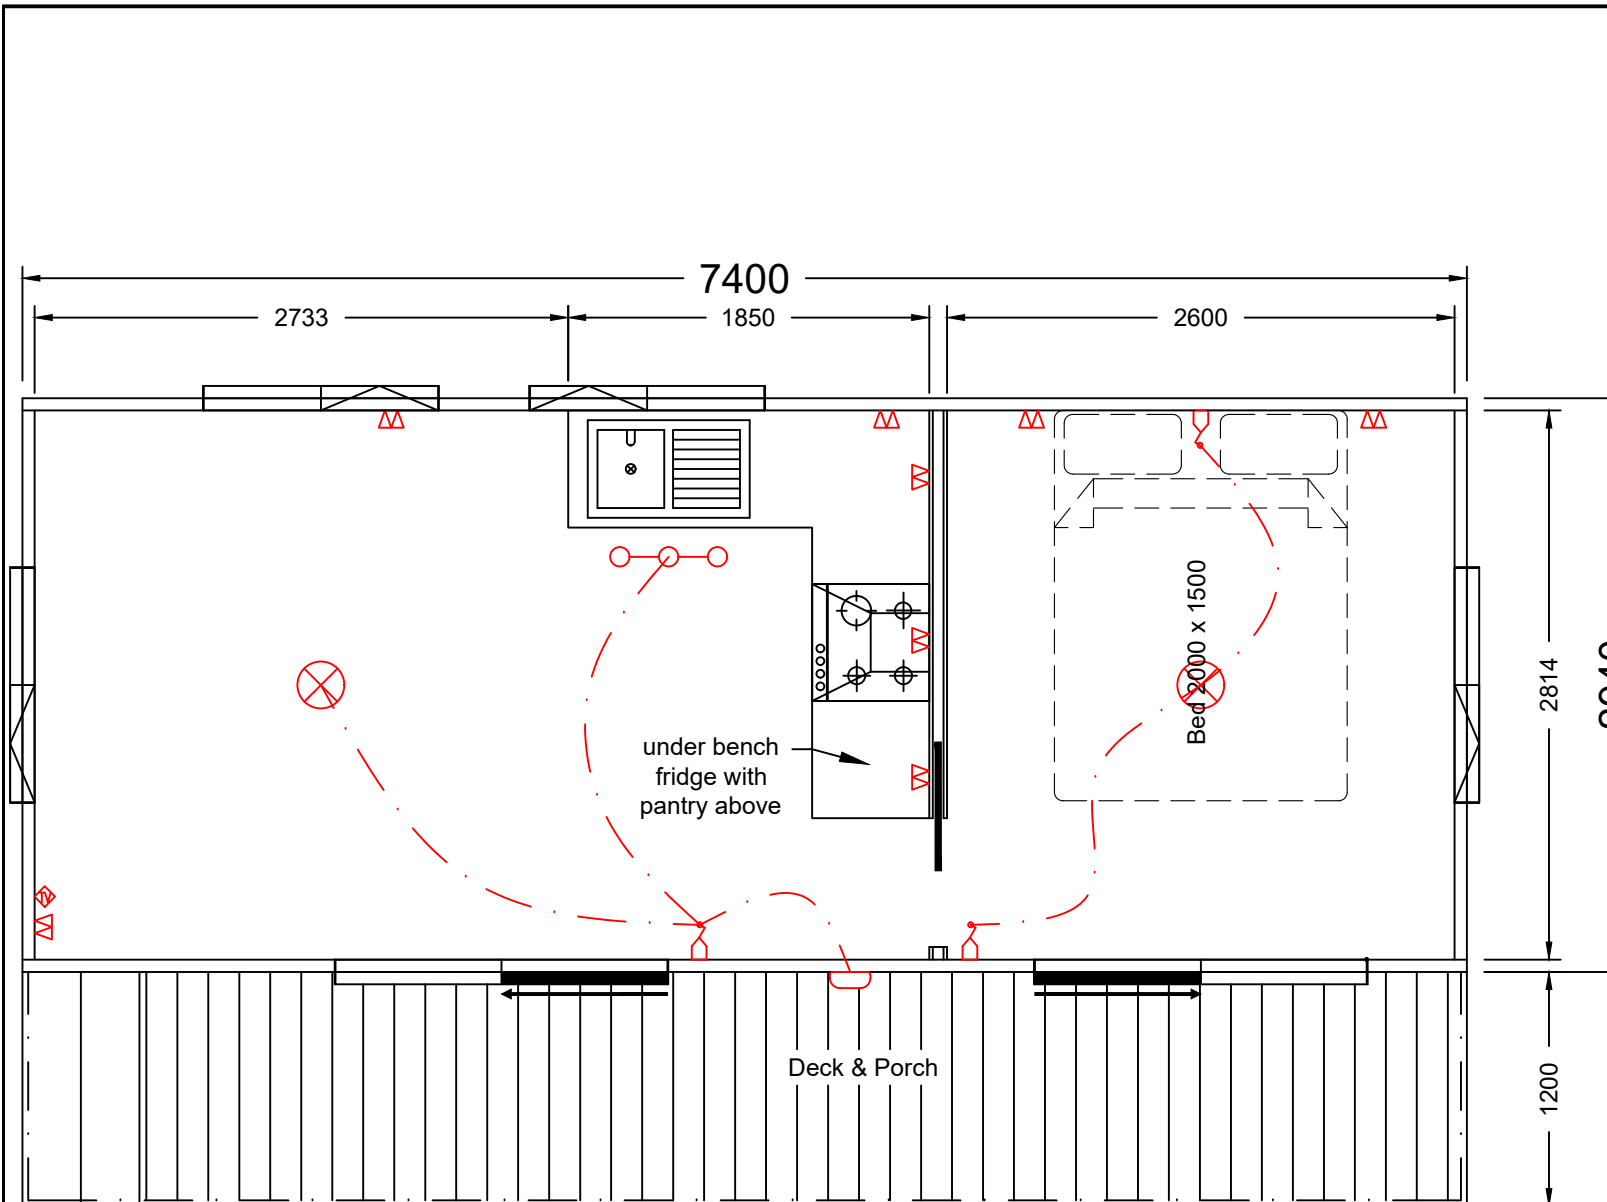 7400
2733
1850
2600
Bed 2000 x 1500
2814
under bench
fridge with
pantry above
Deck & Porch
1200